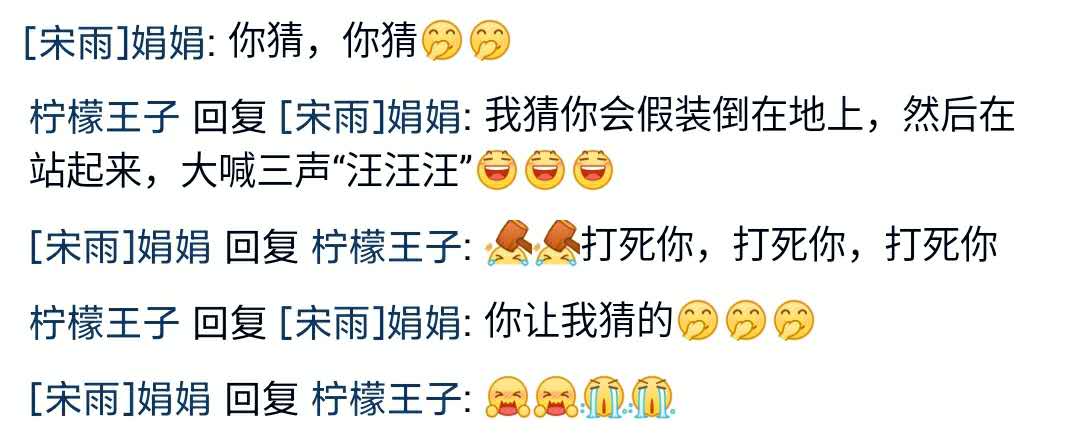 [宋雨]娟娟: 你猜，你猜🤭🤭
柠檬王子 回复 [宋雨]娟娟: 我猜你会假装倒在地上，然后在
站起来，大喊三声“汪汪汪”😆😆😆
[宋雨]娟娟 回复 柠檬王子: 打死你，打死你，打死你
柠檬王子 回复 [宋雨]娟娟: 你让我猜的🤭🤭🤭
[宋雨]娟娟 回复 柠檬王子: 😭😭